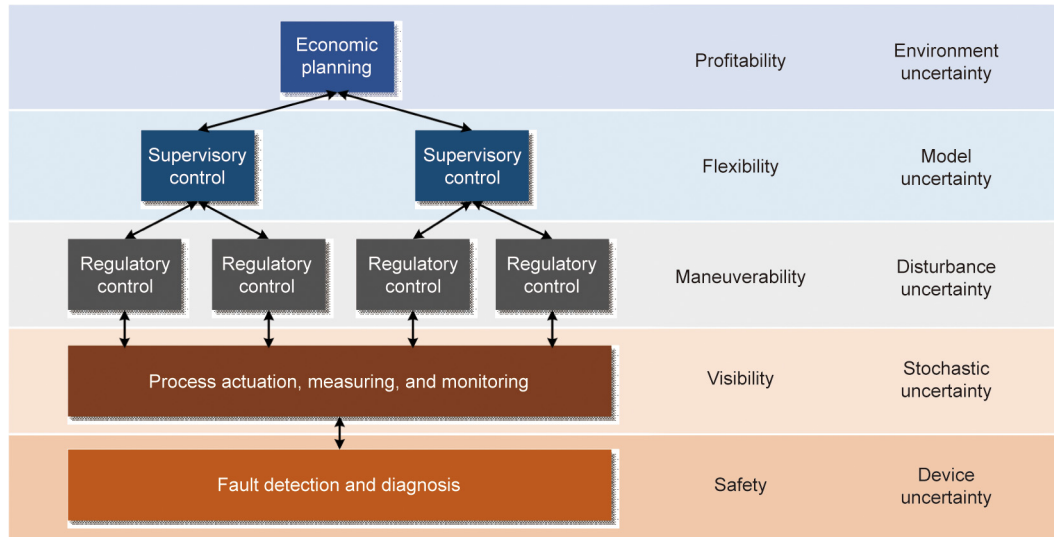 Economic
planning
Profitability
Environment
uncertainty
Supervisory
control
Supervisory
control
Flexibility
Model
uncertainty
Regulatory
control
Regulatory
control
Regulatory
control
Regulatory
control
Maneuverability
Disturbance
uncertainty
Process actuation, measuring, and monitoring
Visibility
Stochastic
uncertainty
Fault detection and diagnosis
Safety
Device
uncertainty